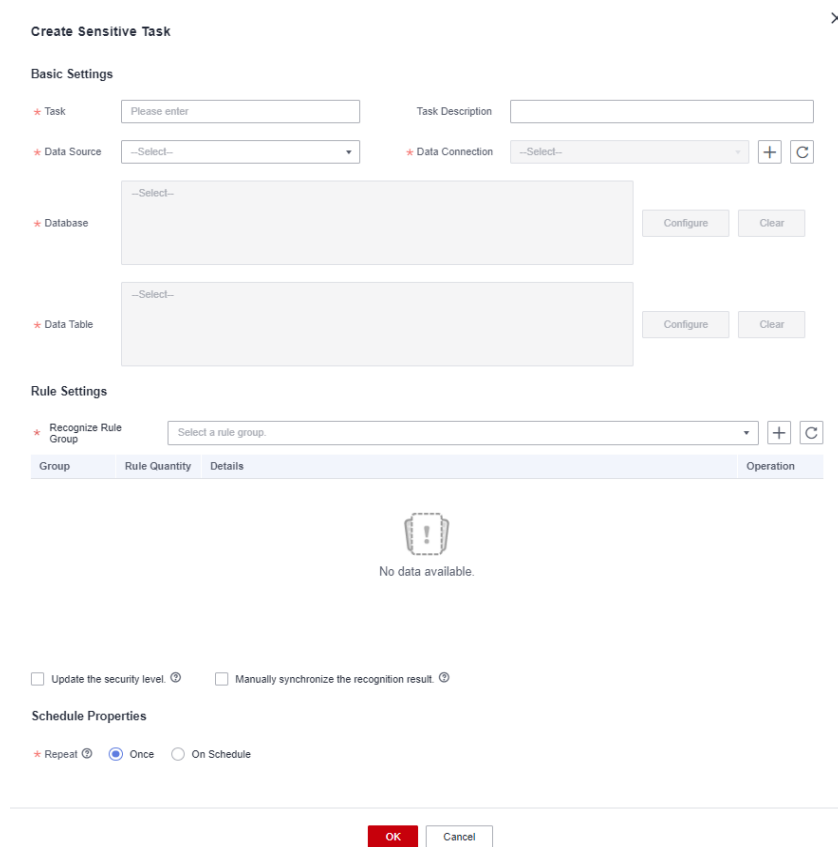 Create Sensitive Task
Basic Settings
* Task Please enter Task Description
* Data Source --Select-- * Data Connection --Select--
--Select--
* Database Configure Clear
--Select--
* Data Table Configure Clear
Rule Settings
* Recognize Rule Group Select a rule group.
Group Rule Quantity Details Operation
No data available.
Update the security level. Manually synchronize the recognition result.
Schedule Properties
* Repeat Once On Schedule
OK Cancel